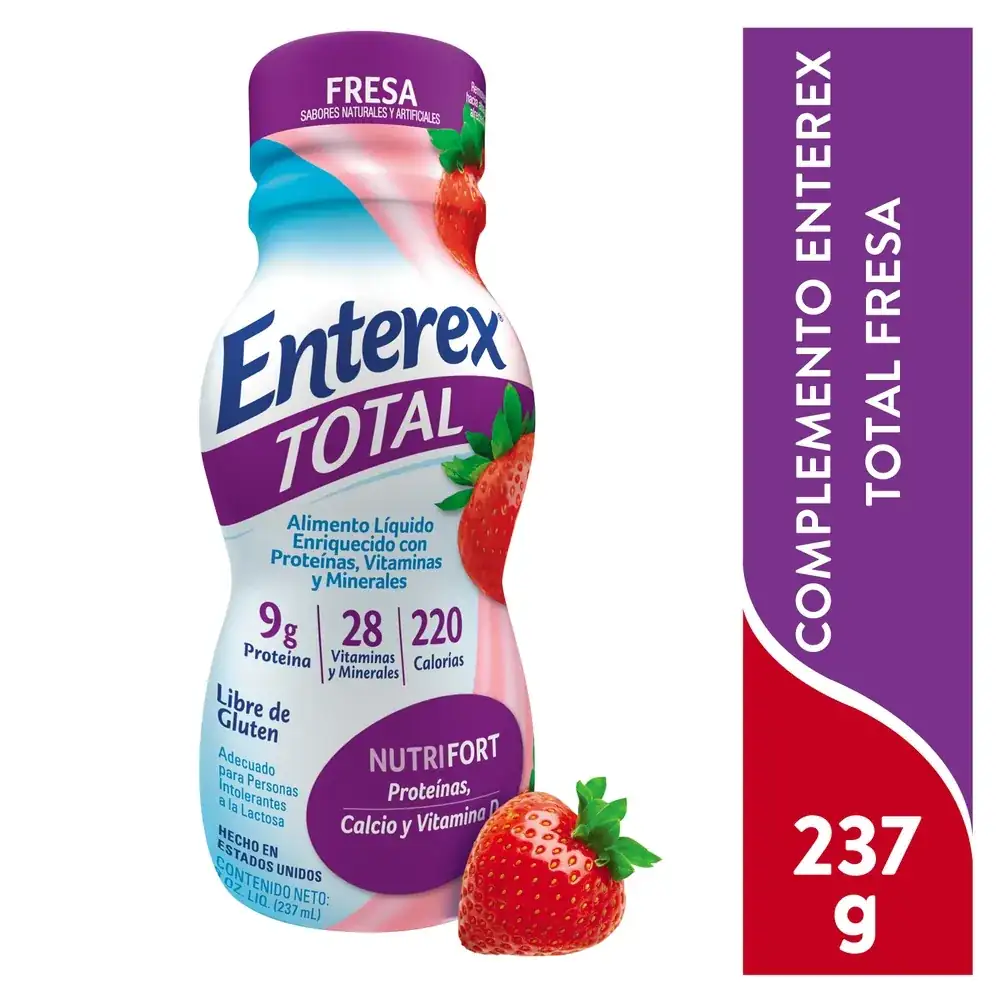 FRESA
SABORES NATURALES Y ARTIFICIALES
Enterex®
TOTAL
Alimento Líquido
Enriquecido con
Proteínas, Vitaminas
y Minerales
9g
Proteína
28
Vitaminas
y Minerales
220
Calorías
Libre de
Gluten
Adecuado
para Personas
Intolerantes
a la Lactosa
NUTRIFORT
Proteínas,
Calcio y Vitamina D
HECHO EN
ESTADOS UNIDOS
CONTENIDO NETO:
OZ. LIQ. (237 mL)
COMPLEMENTO ENTEREX
TOTAL FRESA
237
g